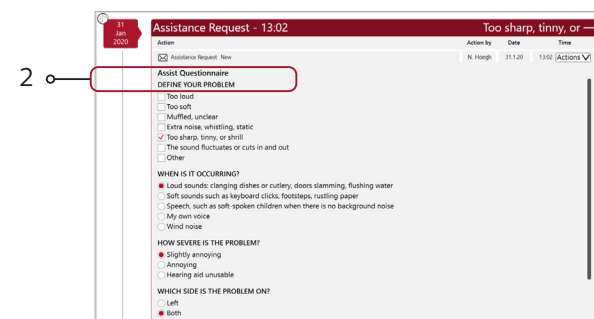 31
Jan
2020
Assistance Request - 13:02
Too sharp, tinny, or —
Action
Action by
Date
Time
Assistance Request New
N. Hoegh
31.1.20
13:02
Actions
2
Assist Questionnaire
DEFINE YOUR PROBLEM
Too loud
Too soft
Muffled, unclear
Extra noise, whistling, static
Too sharp, tinny, or shrill
The sound fluctuates or cuts in and out
Other
WHEN IS IT OCCURRING?
Loud sounds: clanging dishes or cutlery, doors slamming, flushing water
Soft sounds such as keyboard clicks, footsteps, rustling paper
Speech, such as soft-spoken children when there is no background noise
My own voice
Wind noise
HOW SEVERE IS THE PROBLEM?
Slightly annoying
Annoying
Hearing aid unusable
WHICH SIDE IS THE PROBLEM ON?
Left
Both